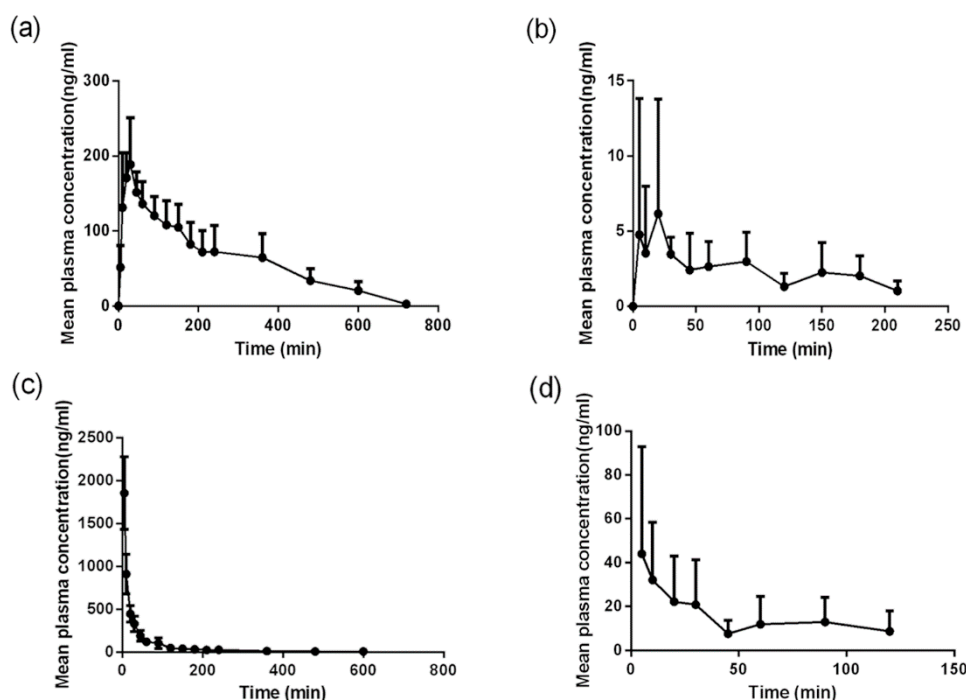 (a)
Mean plasma concentration(ng/ml)
300
200
100
0
0 200 400 600 800
Time (min)
(b)
Mean plasma concentration(ng/ml)
15
10
5
0
0 50 100 150 200 250
Time (min)
(c)
Mean plasma concentration(ng/ml)
2500
2000
1500
1000
500
0
0 200 400 600 800
Time (min)
(d)
Mean plasma concentration(ng/ml)
100
80
60
40
20
0
0 50 100 150
Time (min)